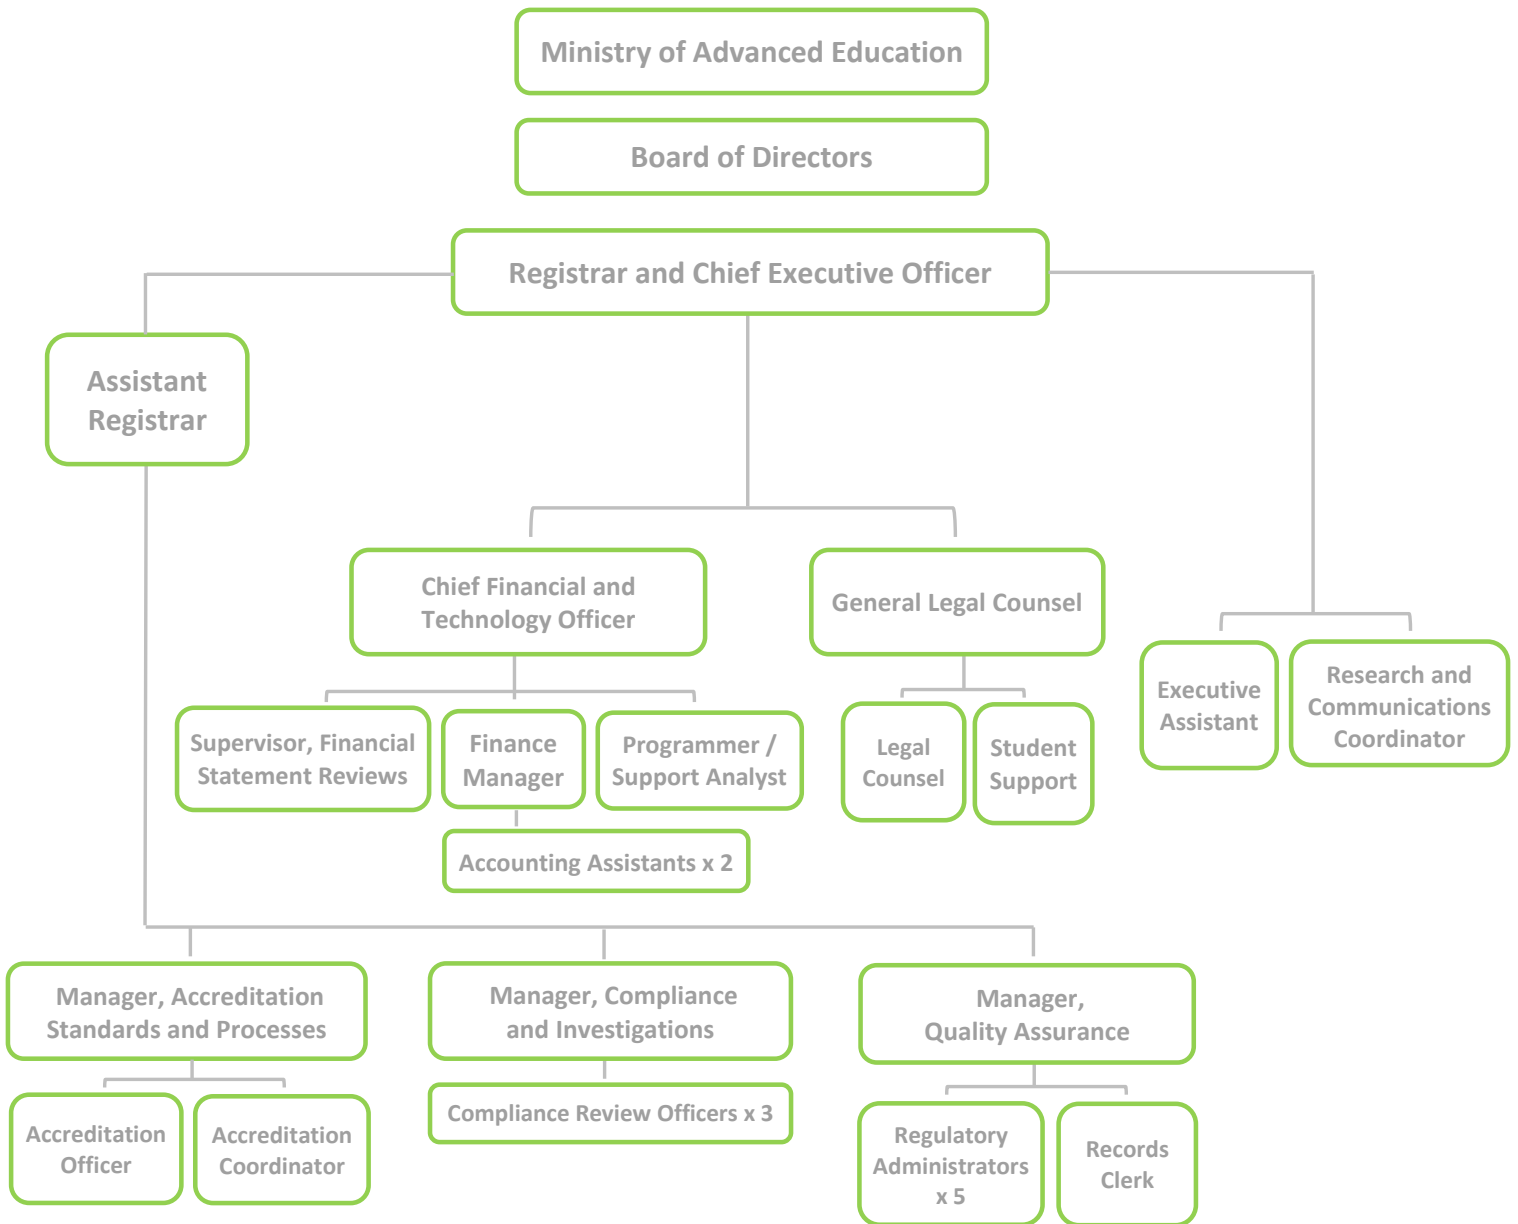 Ministry of Advanced Education
Board of Directors
Registrar and Chief Executive Officer
Assistant
Registrar
Chief Financial and
Technology Officer
General Legal Counsel
Executive
Assistant
Research and
Communications
Coordinator
Supervisor, Financial
Statement Reviews
Finance
Manager
Programmer /
Support Analyst
Legal
Counsel
Student
Support
Accounting Assistants x 2
Manager, Accreditation
Standards and Processes
Manager, Compliance
and Investigations
Manager,
Quality Assurance
Accreditation
Officer
Accreditation
Coordinator
Compliance Review Officers x 3
Regulatory
Administrators
x 5
Records
Clerk